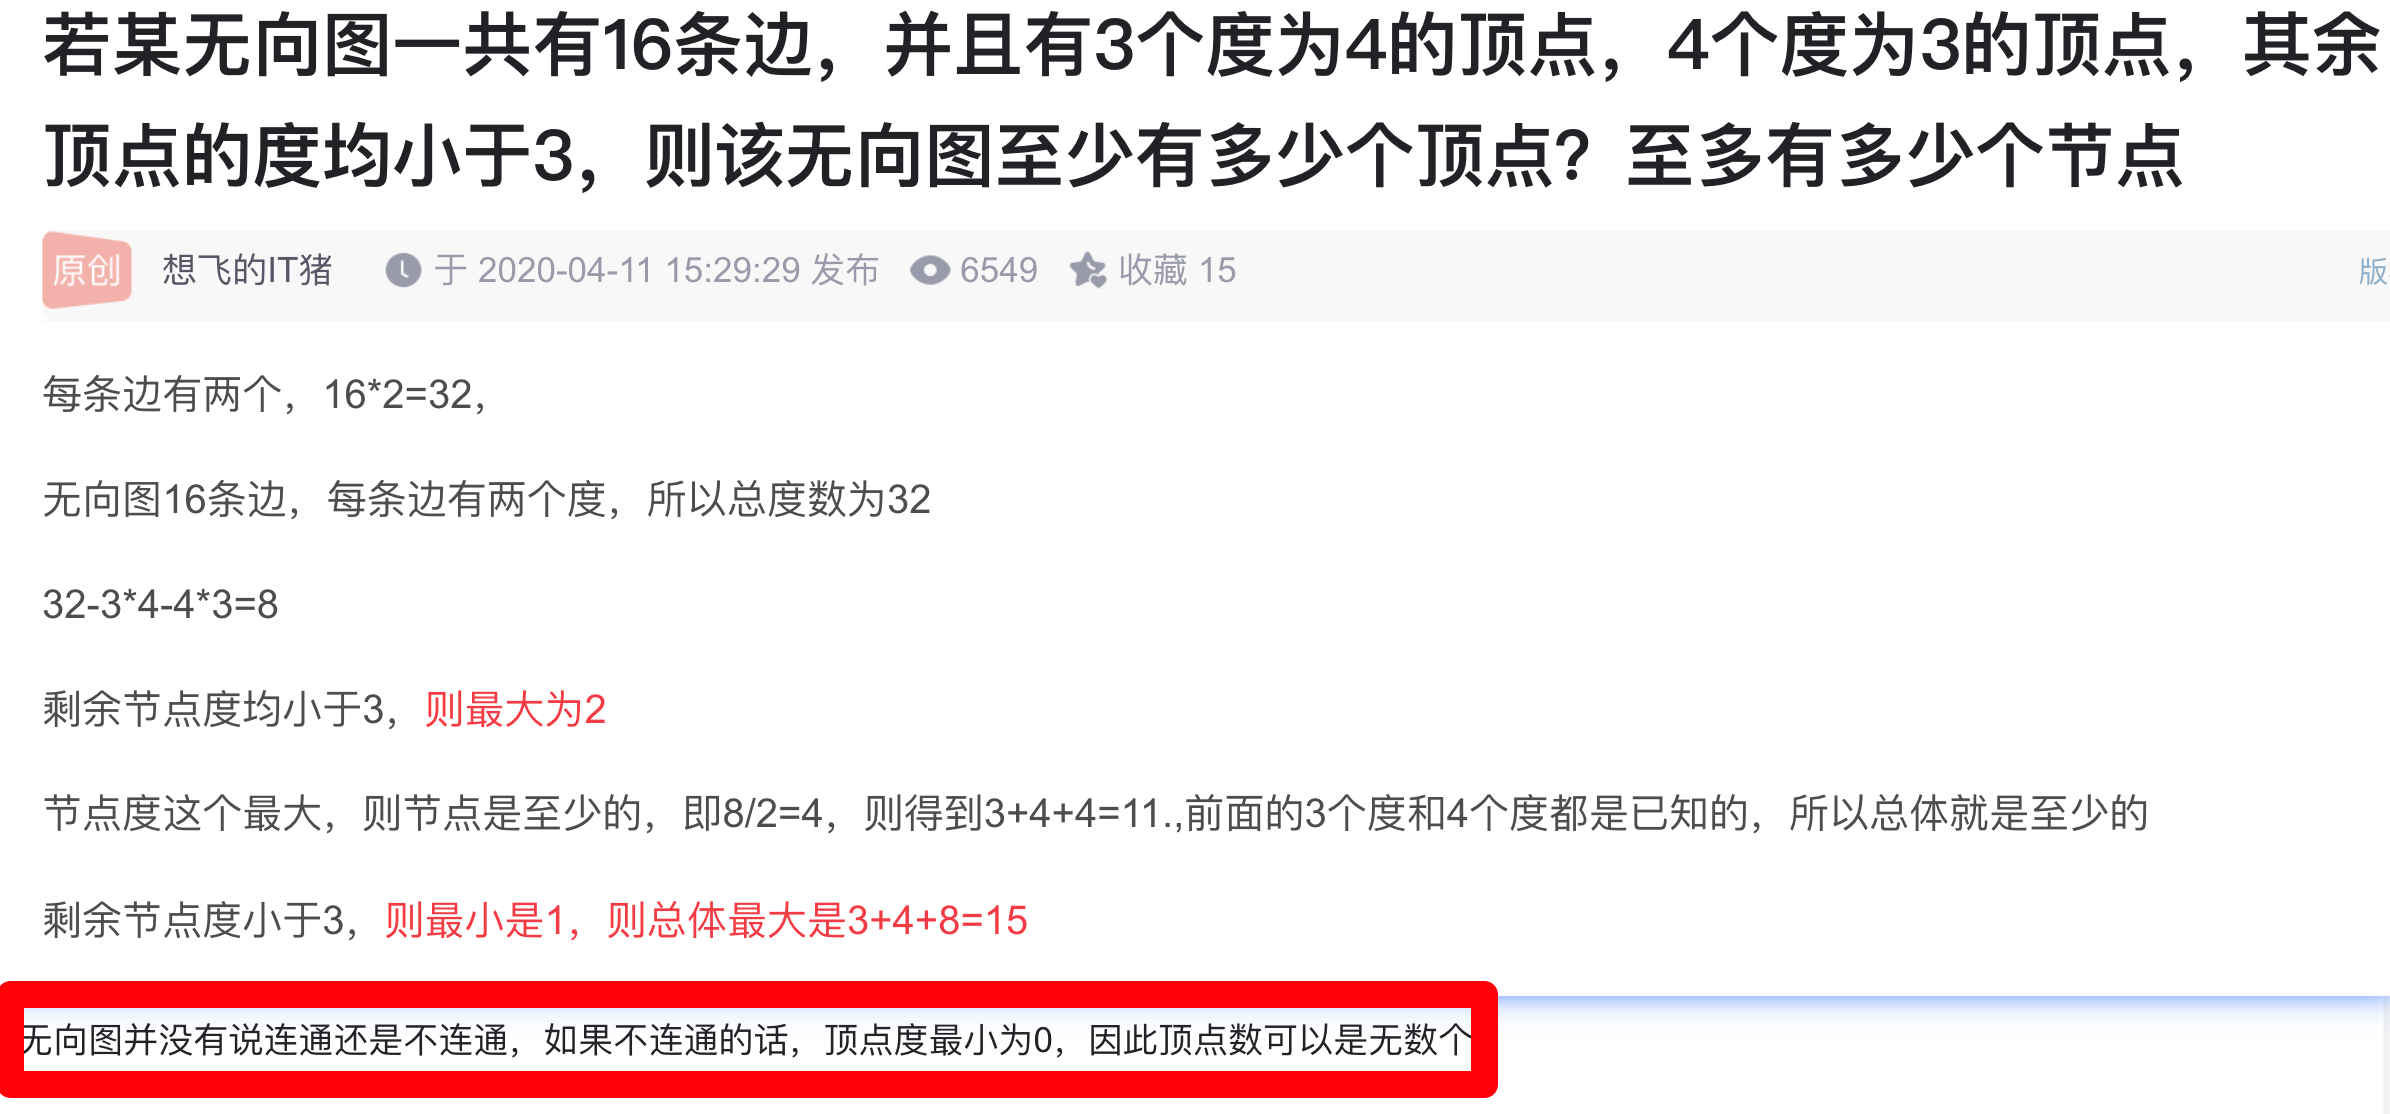 若某无向图一共有16条边，并且有3个度为4的顶点，4个度为3的顶点，其余
顶点的度均小于3，则该无向图至少有多少个顶点？至多有多少个节点
原创 想飞的IT猪 于 2020-04-11 15:29:29 发布 6549 收藏 15 版
每条边有两个，16*2=32，
无向图16条边，每条边有两个度，所以总度数为32
32-3*4-4*3=8
剩余节点度均小于3，则最大为2
节点度这个最大，则节点是至少的，即8/2=4，则得到3+4+4=11.,前面的3个度和4个度都是已知的，所以总体就是至少的
剩余节点度小于3，则最小是1，则总体最大是3+4+8=15
无向图并没有说连通还是不连通，如果不连通的话，顶点度最小为0，因此顶点数可以是无数个